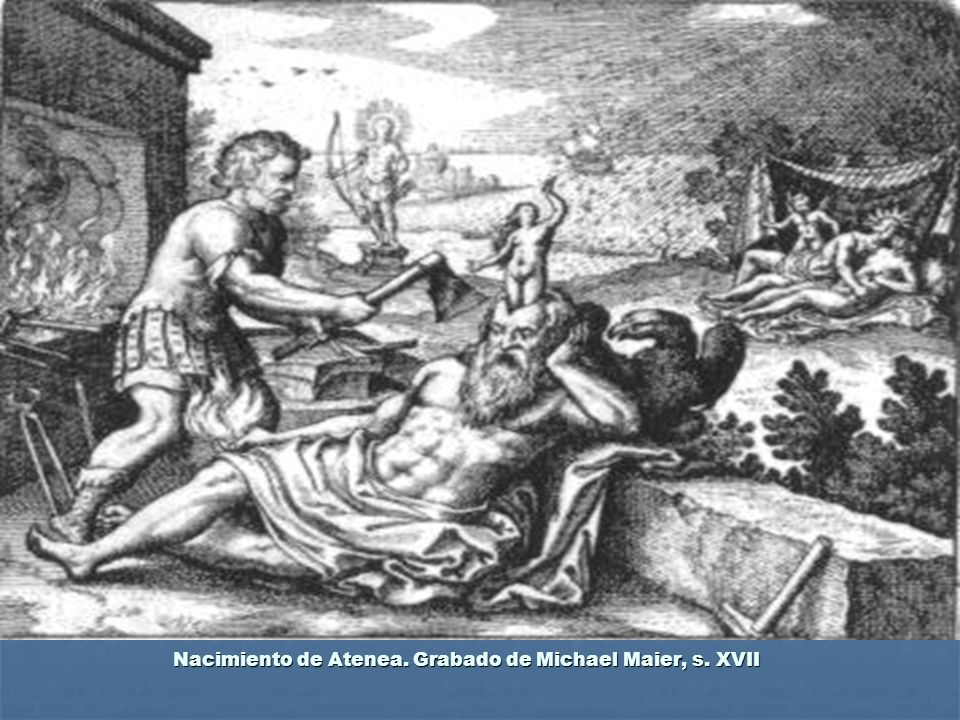 Nacimiento de Atenea. Grabado de Michael Maier, s. XVII